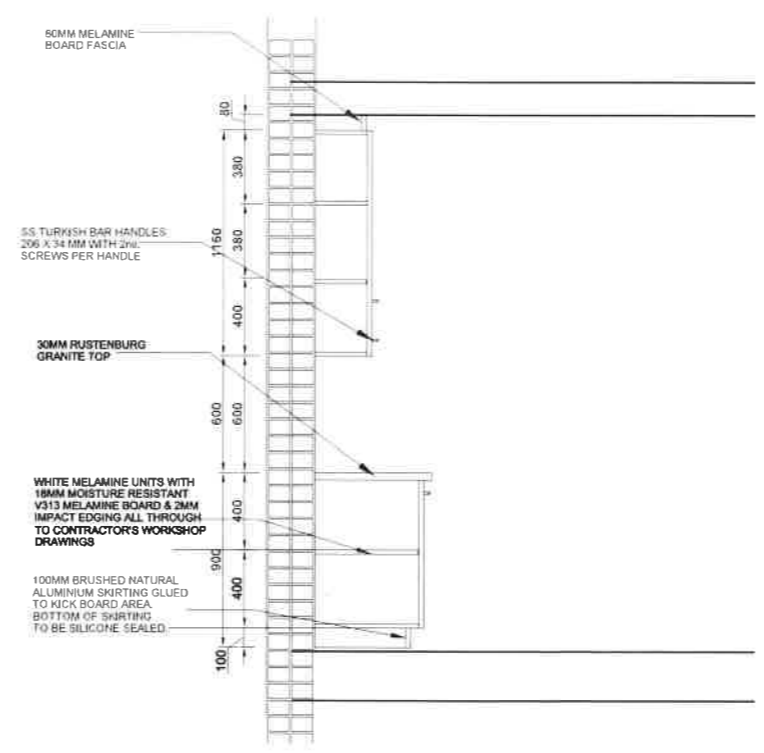 60MM MELAMINE
BOARD FASCIA
80
380
SS TURKISH BAR HANDLES
206 X 34 MM WITH 2no.
SCREWS PER HANDLE
1160
380
400
30MM RUSTENBURG
GRANITE TOP
600
600
WHITE MELAMINE UNITS WITH
18MM MOISTURE RESISTANT
V313 MELAMINE BOARD & 2MM
IMPACT EDGING ALL THROUGH
TO CONTRACTOR'S WORKSHOP
DRAWINGS
400
900
400
100MM BRUSHED NATURAL
ALUMINIUM SKIRTING GLUED
TO KICK BOARD AREA.
BOTTOM OF SKIRTING
TO BE SILICONE SEALED.
100